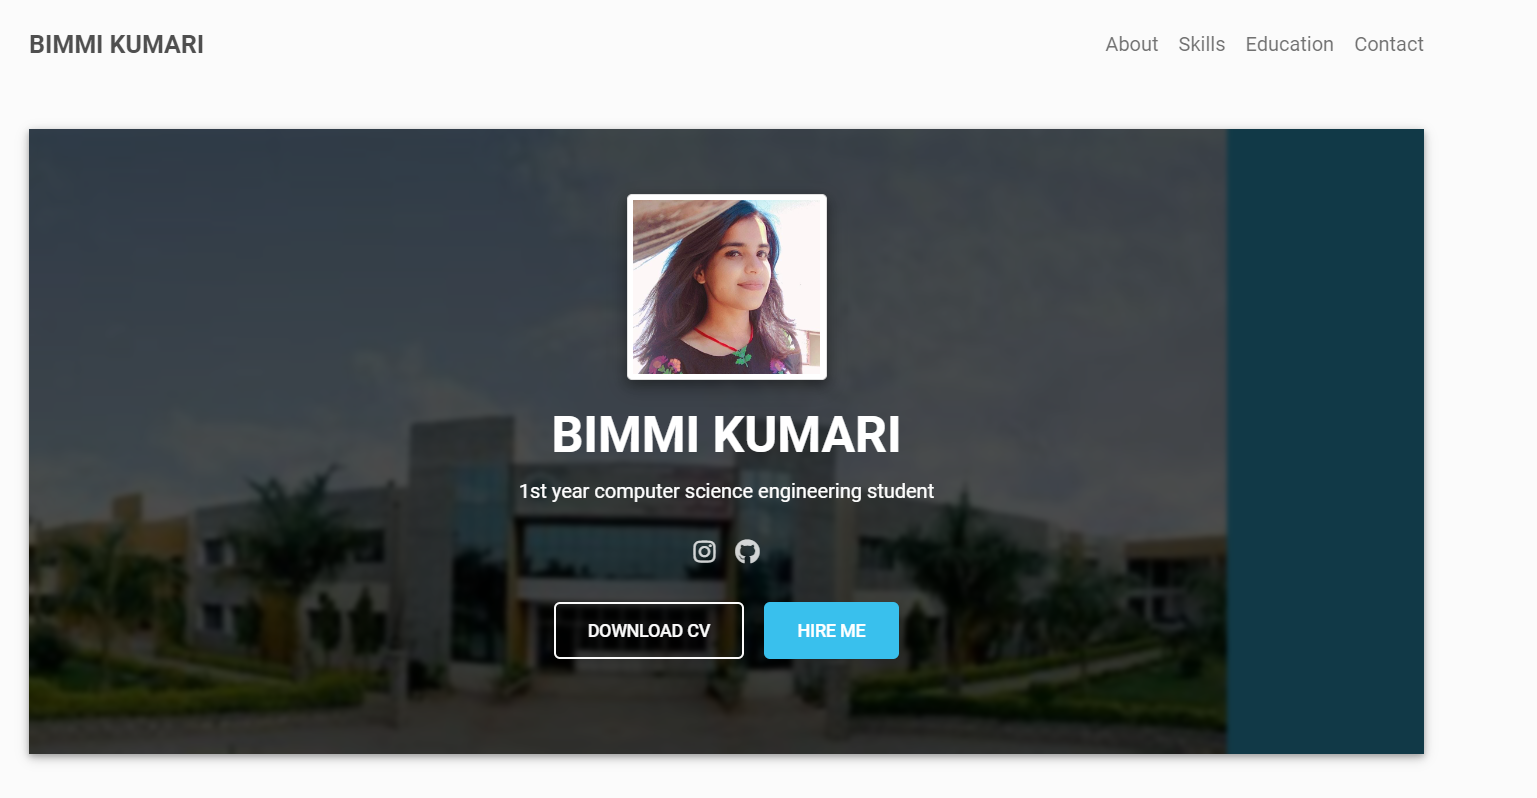 BIMMI KUMARI
About Skills Education Contact
BIMMI KUMARI
1st year computer science engineering student
DOWNLOAD CV HIRE ME